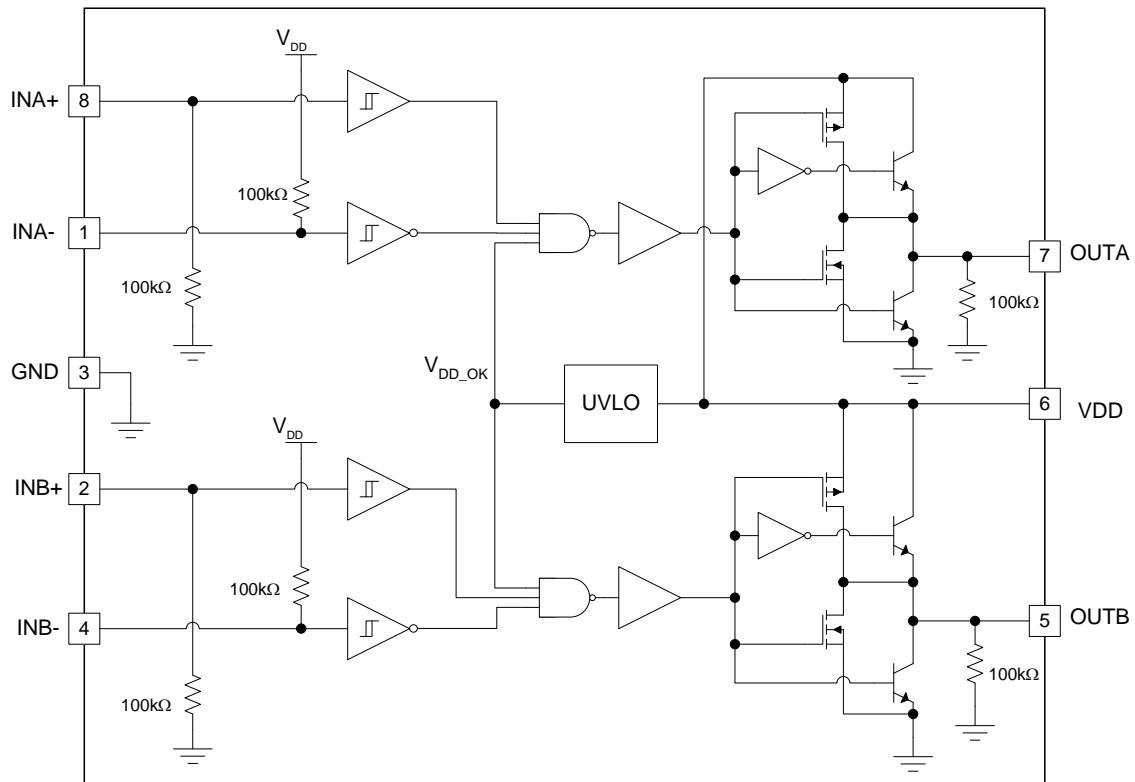 V_DD
INA+ 8
100kΩ
INA- 1
7 OUTA
100kΩ
100kΩ
GND 3
V_DD_OK
UVLO
6 VDD
V_DD
INB+ 2
100kΩ
INB- 4
5 OUTB
100kΩ
100kΩ